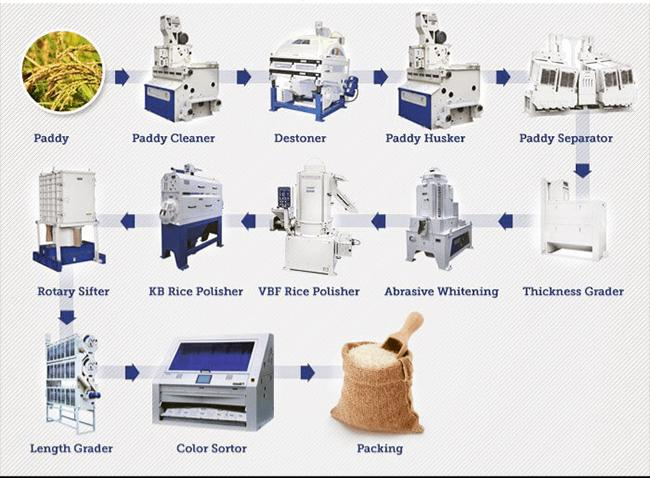 Paddy
Paddy Cleaner
Destoner
Paddy Husker
Paddy Separator
Thickness Grader
Abrasive Whitening
VBF Rice Polisher
KB Rice Polisher
Rotary Sifter
Length Grader
Color Sortor
Packing